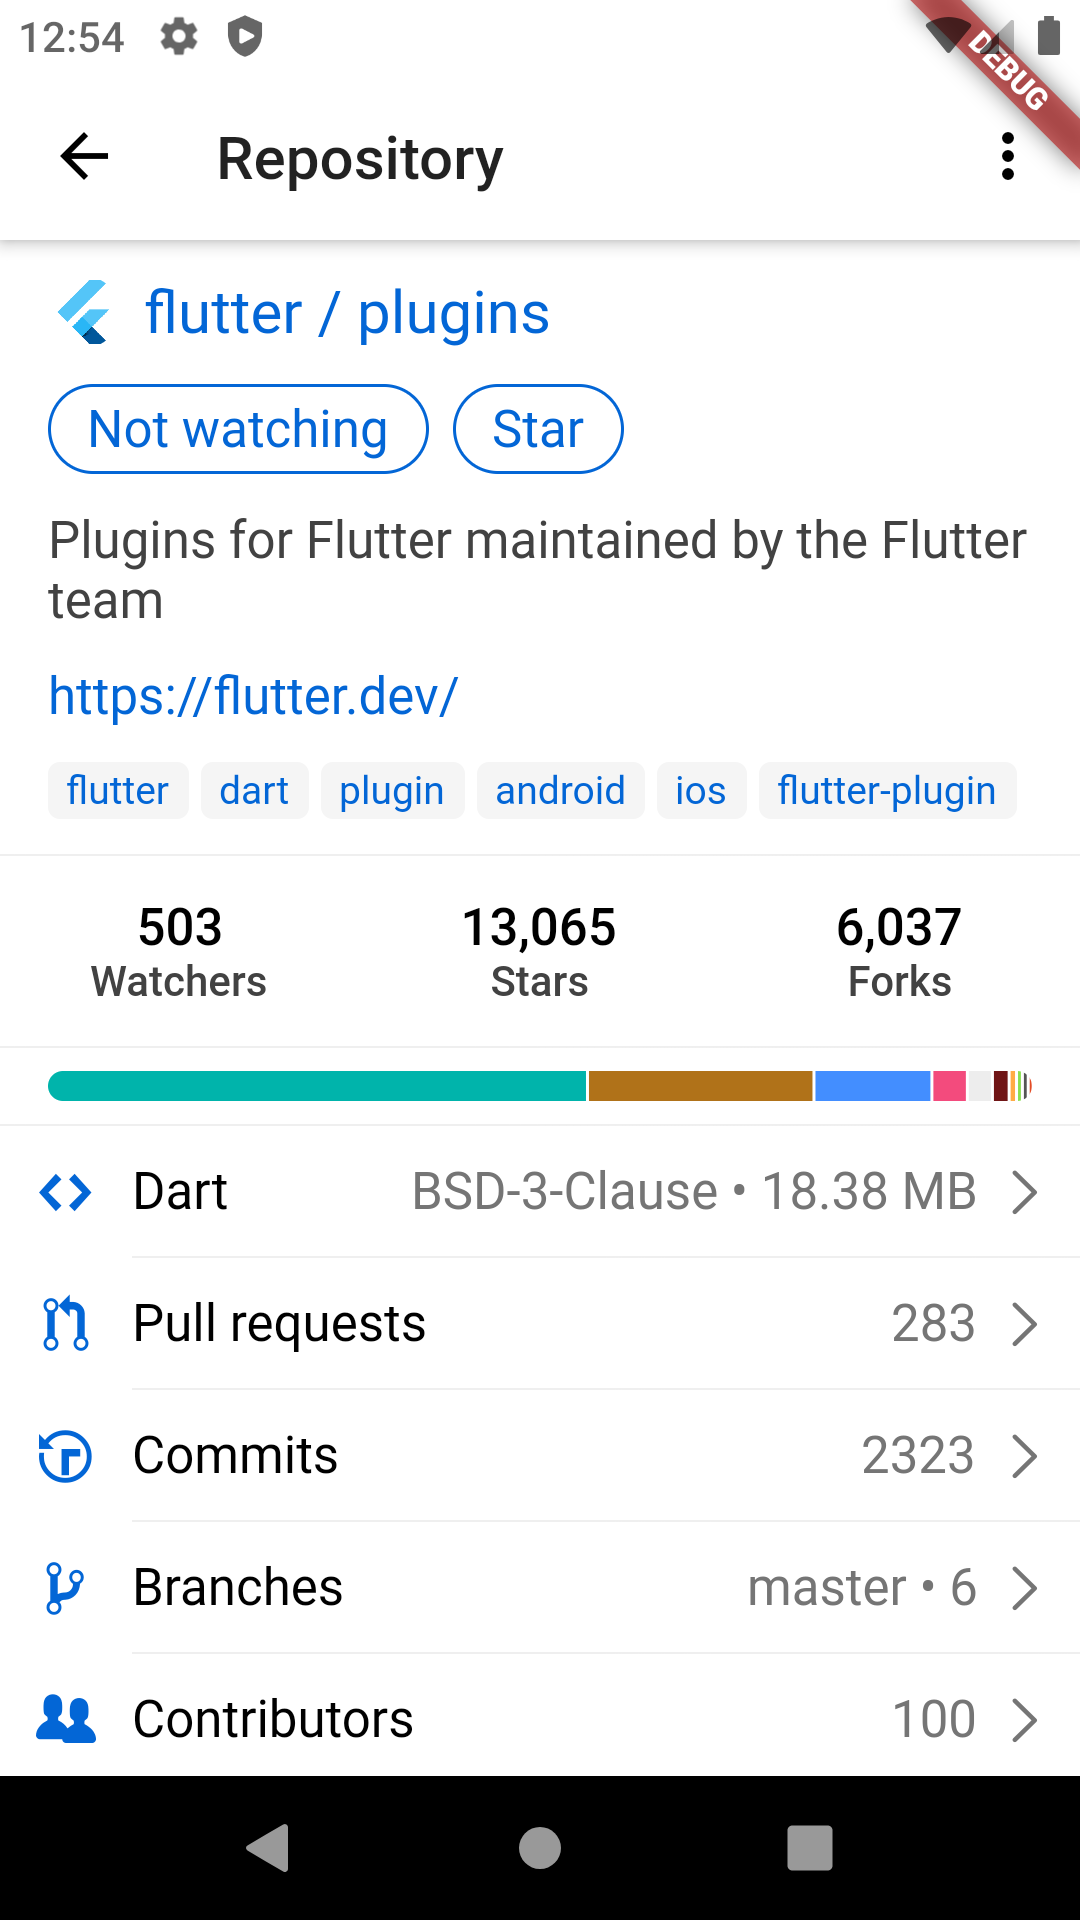 12:54
DEBUG
Repository
flutter / plugins
Not watching Star
Plugins for Flutter maintained by the Flutter
team
https://flutter.dev/
flutter dart plugin android ios flutter-plugin
503 13,065 6,037
Watchers Stars Forks
Dart BSD-3-Clause • 18.38 MB
Pull requests 283
Commits 2323
Branches master • 6
Contributors 100